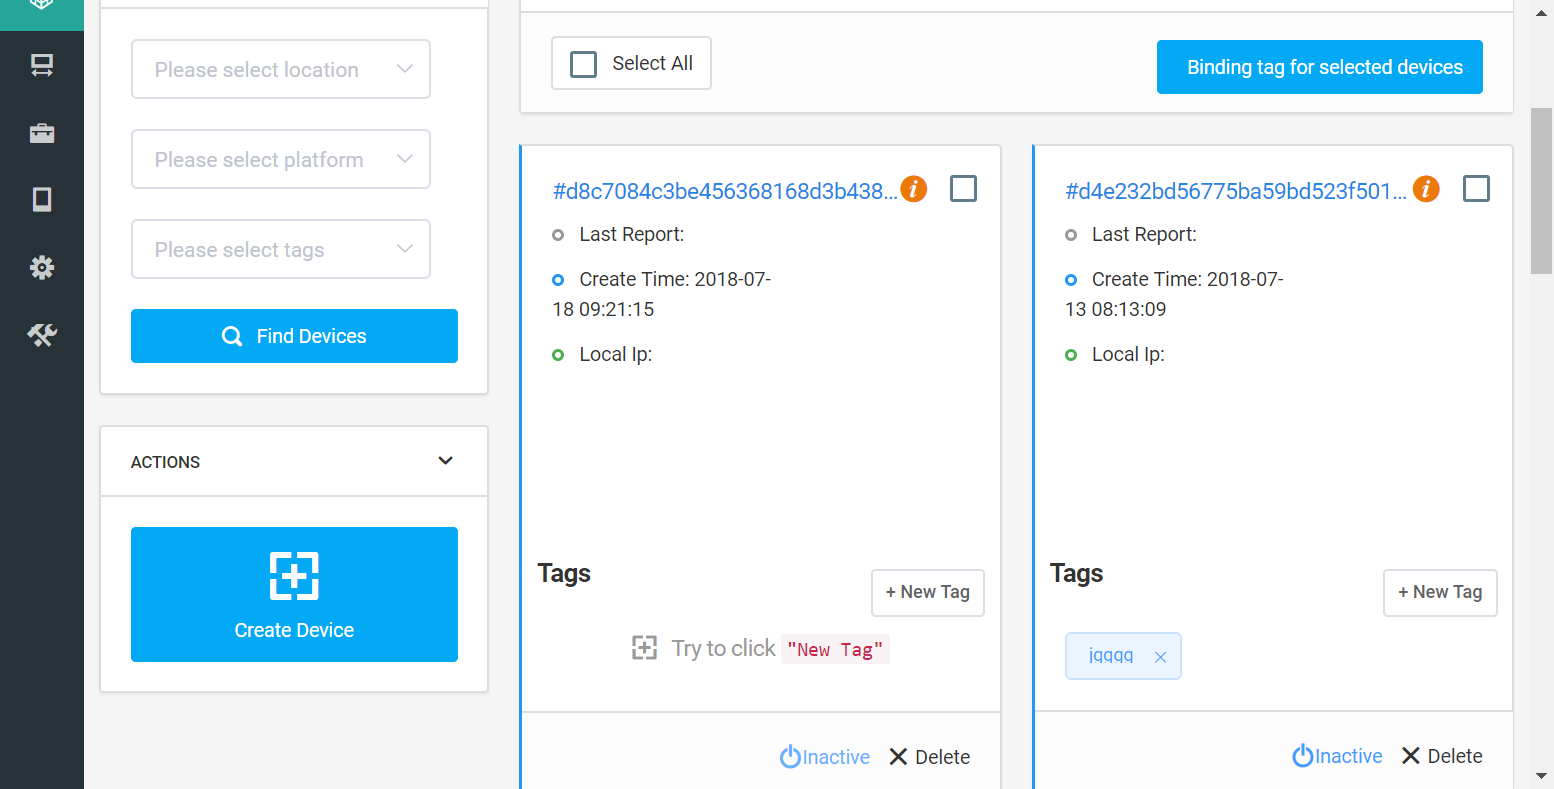 Please select location
Please select platform
Please select tags
Find Devices
ACTIONS
Create Device
Select All
Binding tag for selected devices
#d8c7084c3be456368168d3b438...
Last Report:
Create Time: 2018-07-
18 09:21:15
Local Ip:
Tags
+ New Tag
Try to click "New Tag"
Inactive
Delete
#d4e232bd56775ba59bd523f501...
Last Report:
Create Time: 2018-07-
13 08:13:09
Local Ip:
Tags
+ New Tag
Inactive
Delete